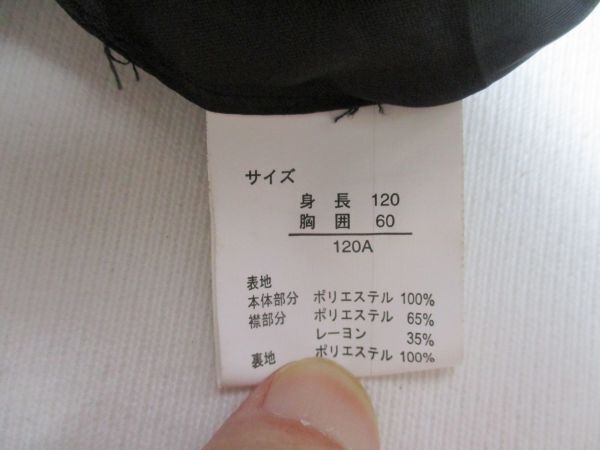 サイズ
身長 120
胸囲 60
120A
表地
本体部分 ポリエステル 100%
襟部分 ポリエステル 65%
レーヨン 35%
裏地 ポリエステル 100%